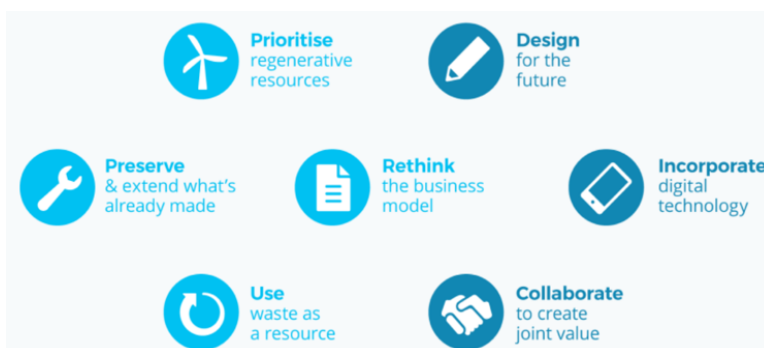 Prioritise
regenerative
resources
Design
for the
future
Preserve
& extend what's
already made
Rethink
the business
model
Incorporate
digital
technology
Use
waste as
a resource
Collaborate
to create
joint value